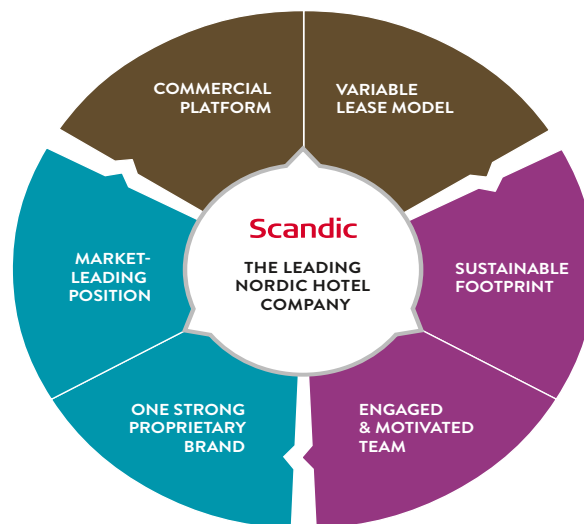 COMMERCIAL
PLATFORM
VARIABLE
LEASE MODEL
Scandic
THE LEADING
NORDIC HOTEL
COMPANY
MARKET-
LEADING
POSITION
SUSTAINABLE
FOOTPRINT
ONE STRONG
PROPRIETARY
BRAND
ENGAGED
& MOTIVATED
TEAM